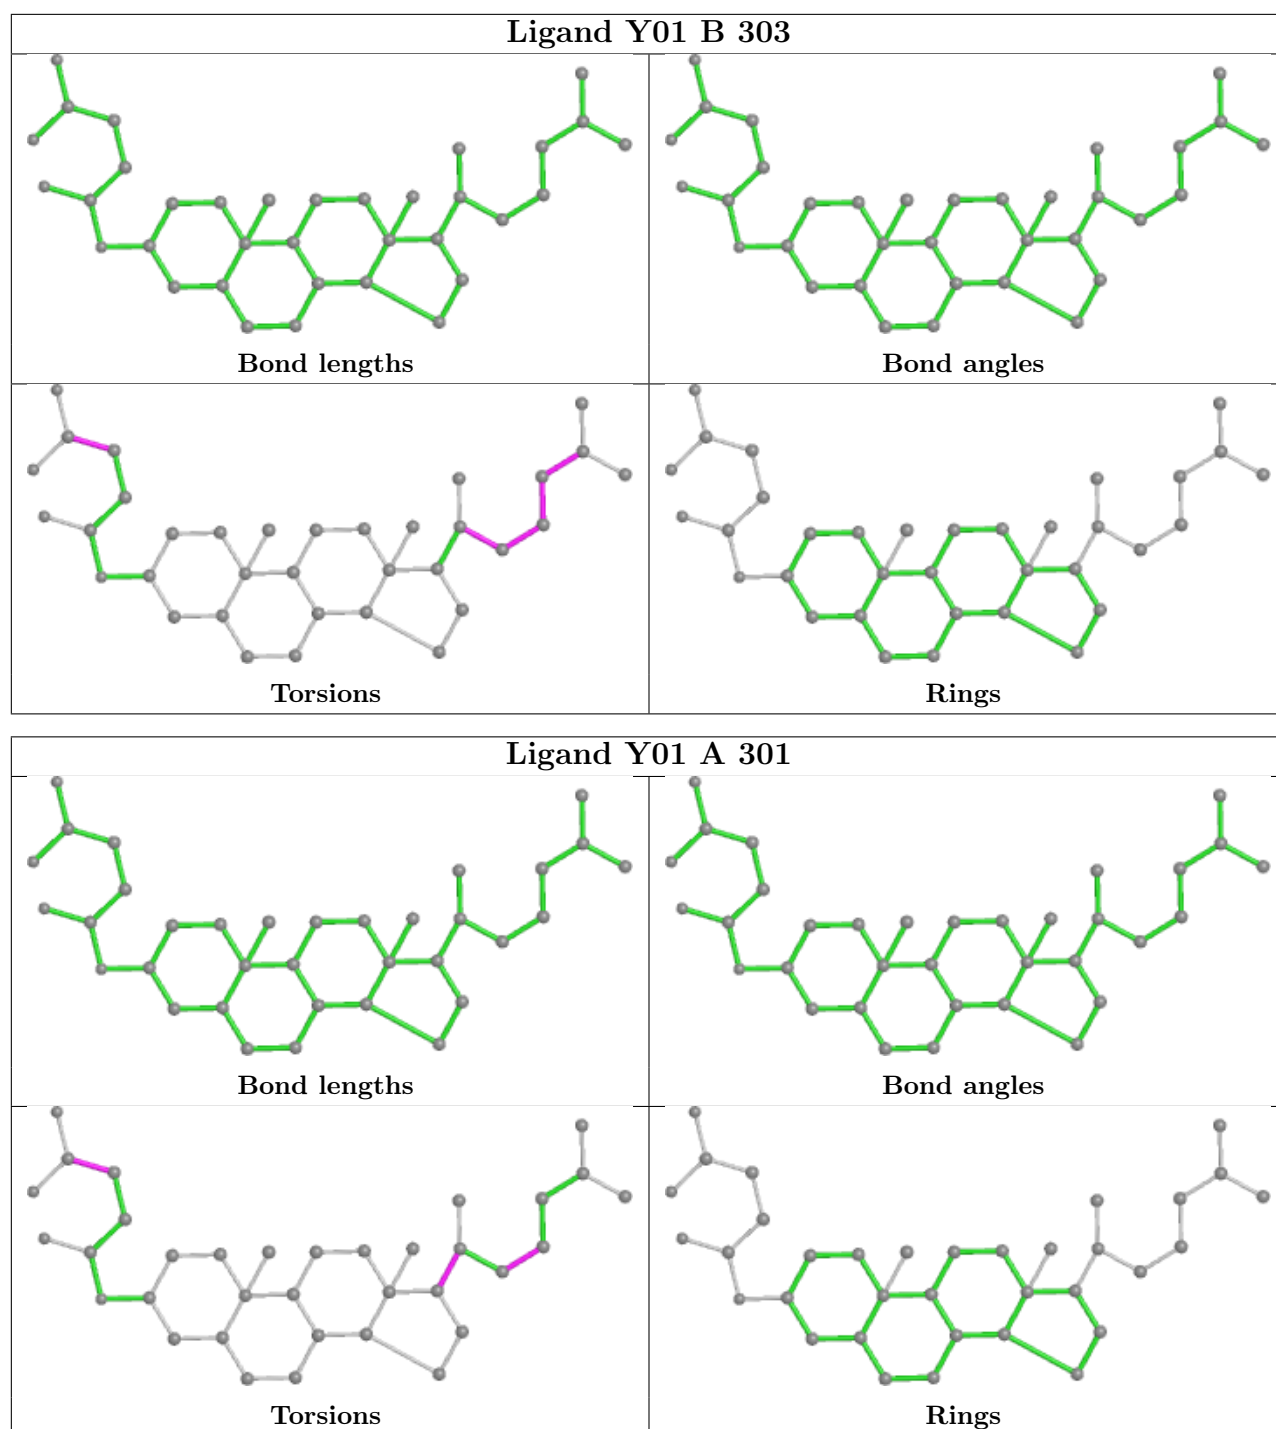 Ligand Y01 B 303
Bond lengths
Bond angles
Torsions
Rings
Ligand Y01 A 301
Bond lengths
Bond angles
Torsions
Rings